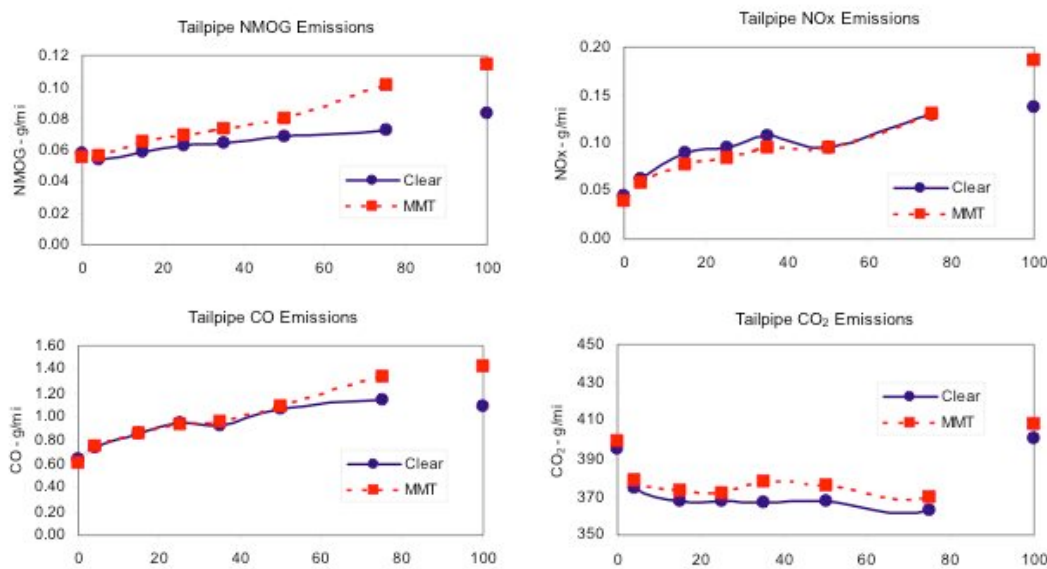 Tailpipe NMOG Emissions
NMOG - g/mi
0.12
0.10
0.08
0.06
0.04
0.02
0.00
Clear
MMT
0 20 40 60 80 100
Tailpipe NOx Emissions
NOx - g/mi
0.20
0.15
0.10
0.05
0.00
Clear
MMT
0 20 40 60 80 100
Tailpipe CO Emissions
CO - g/mi
1.60
1.40
1.20
1.00
0.80
0.60
0.40
0.20
0.00
Clear
MMT
0 20 40 60 80 100
Tailpipe CO₂ Emissions
CO₂ - g/mi
450
430
410
390
370
350
Clear
MMT
0 20 40 60 80 100